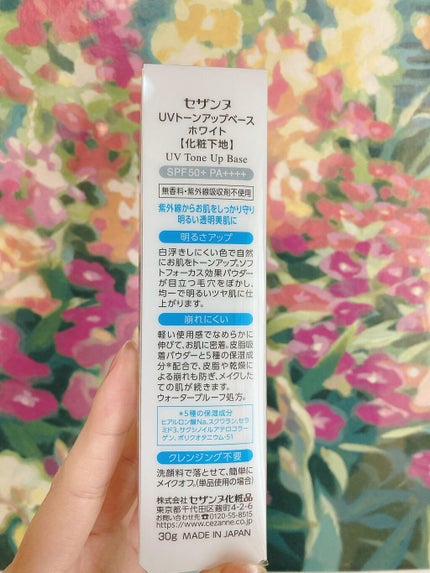 セザンヌ
UVトーンアップベース
ホワイト
【化粧下地】
UV Tone Up Base
SPF50+ PA++++
無香料・紫外線吸収剤不使用
紫外線からお肌をしっかり守り
明るい透明美肌に
明るさアップ
白浮きしにくい色で自然
にお肌をトーンアップ。ソフ
トフォーカス効果パウダー
が目立つ毛穴をぼかし、
均一で明るいツヤ肌に仕
上がります。
崩れにくい
軽い使用感でなめらかに
伸びて、お肌に密着。皮脂吸
着パウダーと5種の保湿成
分*配合で、皮脂や乾燥に
よる崩れも防ぎ、メイクした
ての肌が続きます。
ウォータープルーフ処方。
*5種の保湿成分
ヒアルロン酸Na、スクワラン、セラ
ミド3、サクシノイルアテロコラー
ゲン、ポリクオタニウム-51
クレンジング不要
洗顔料で落とせて、簡単に
メイクオフ。(単品使用の場合)
株式会社 セザンヌ化粧品
東京都千代田区麹町4-2-6
お問い合わせ先☎0120-55-8515
https://www.cezanne.co.jp
30g MADE IN JAPAN